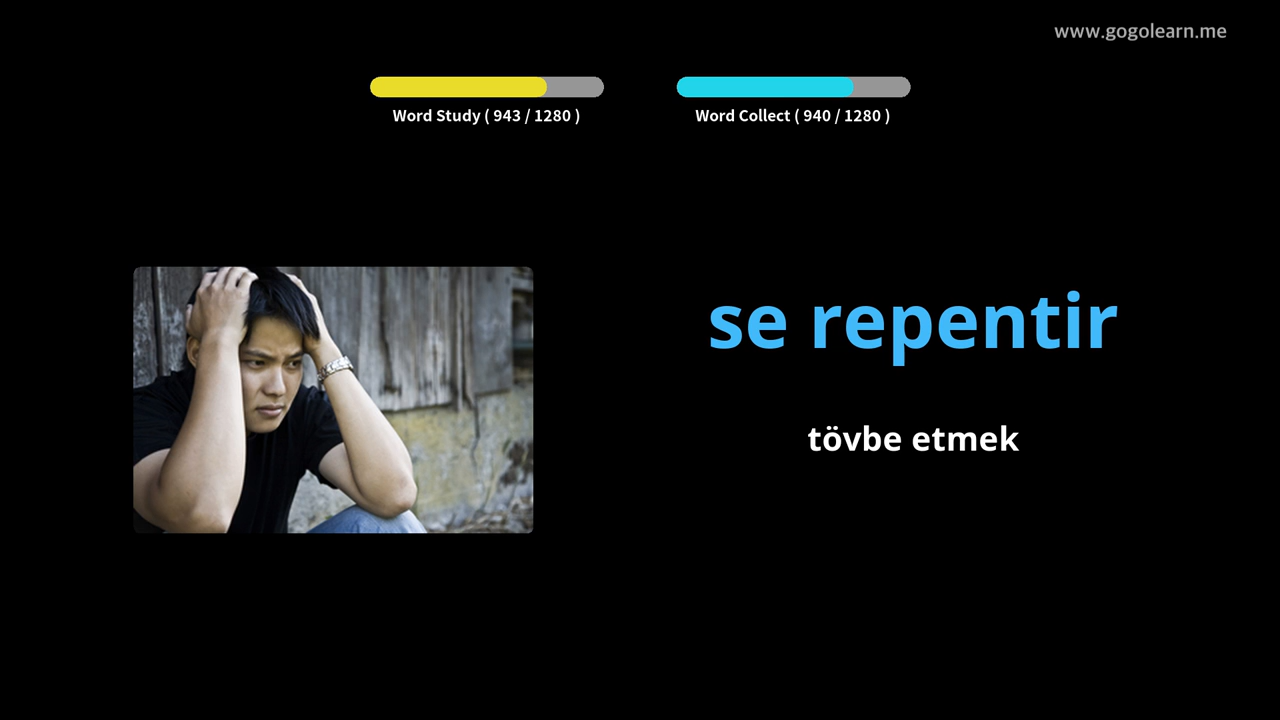 www.gogolearn.me
Word Study ( 943 / 1280 )
Word Collect ( 940 / 1280 )
se repentir
tövbe etmek